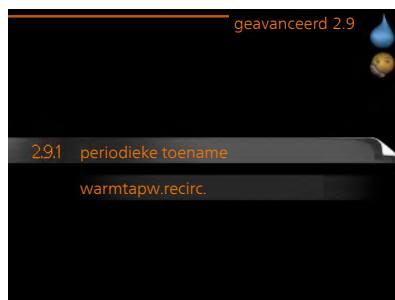 geavanceerd 2.9
2.9.1 periodieke toename
warmtapw.recirc.